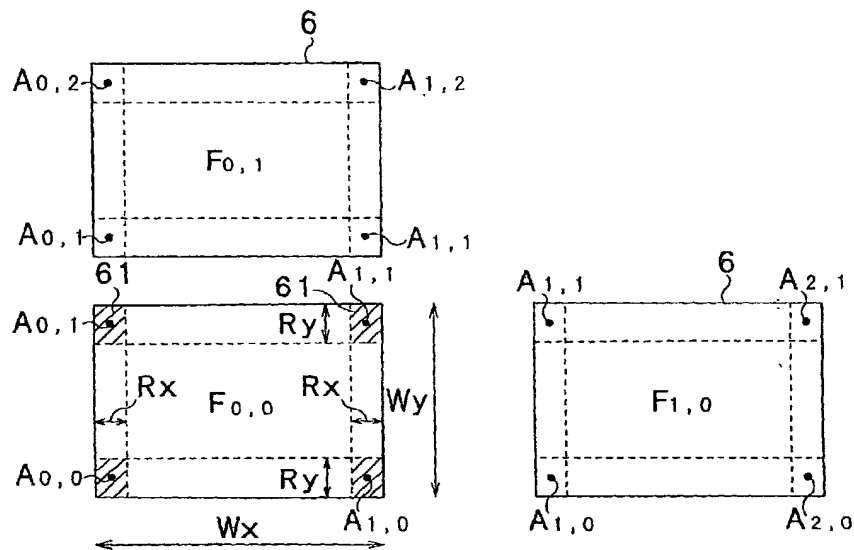 6
A0,2
A1,2
F0,1
A0,1
A1,1
61
61
A1,1
6
A0,1
Ry
A1,1
A2,1
Rx
F0,0
Rx
Wy
F1,0
A0,0
Ry
A1,0
A1,0
A2,0
Wx